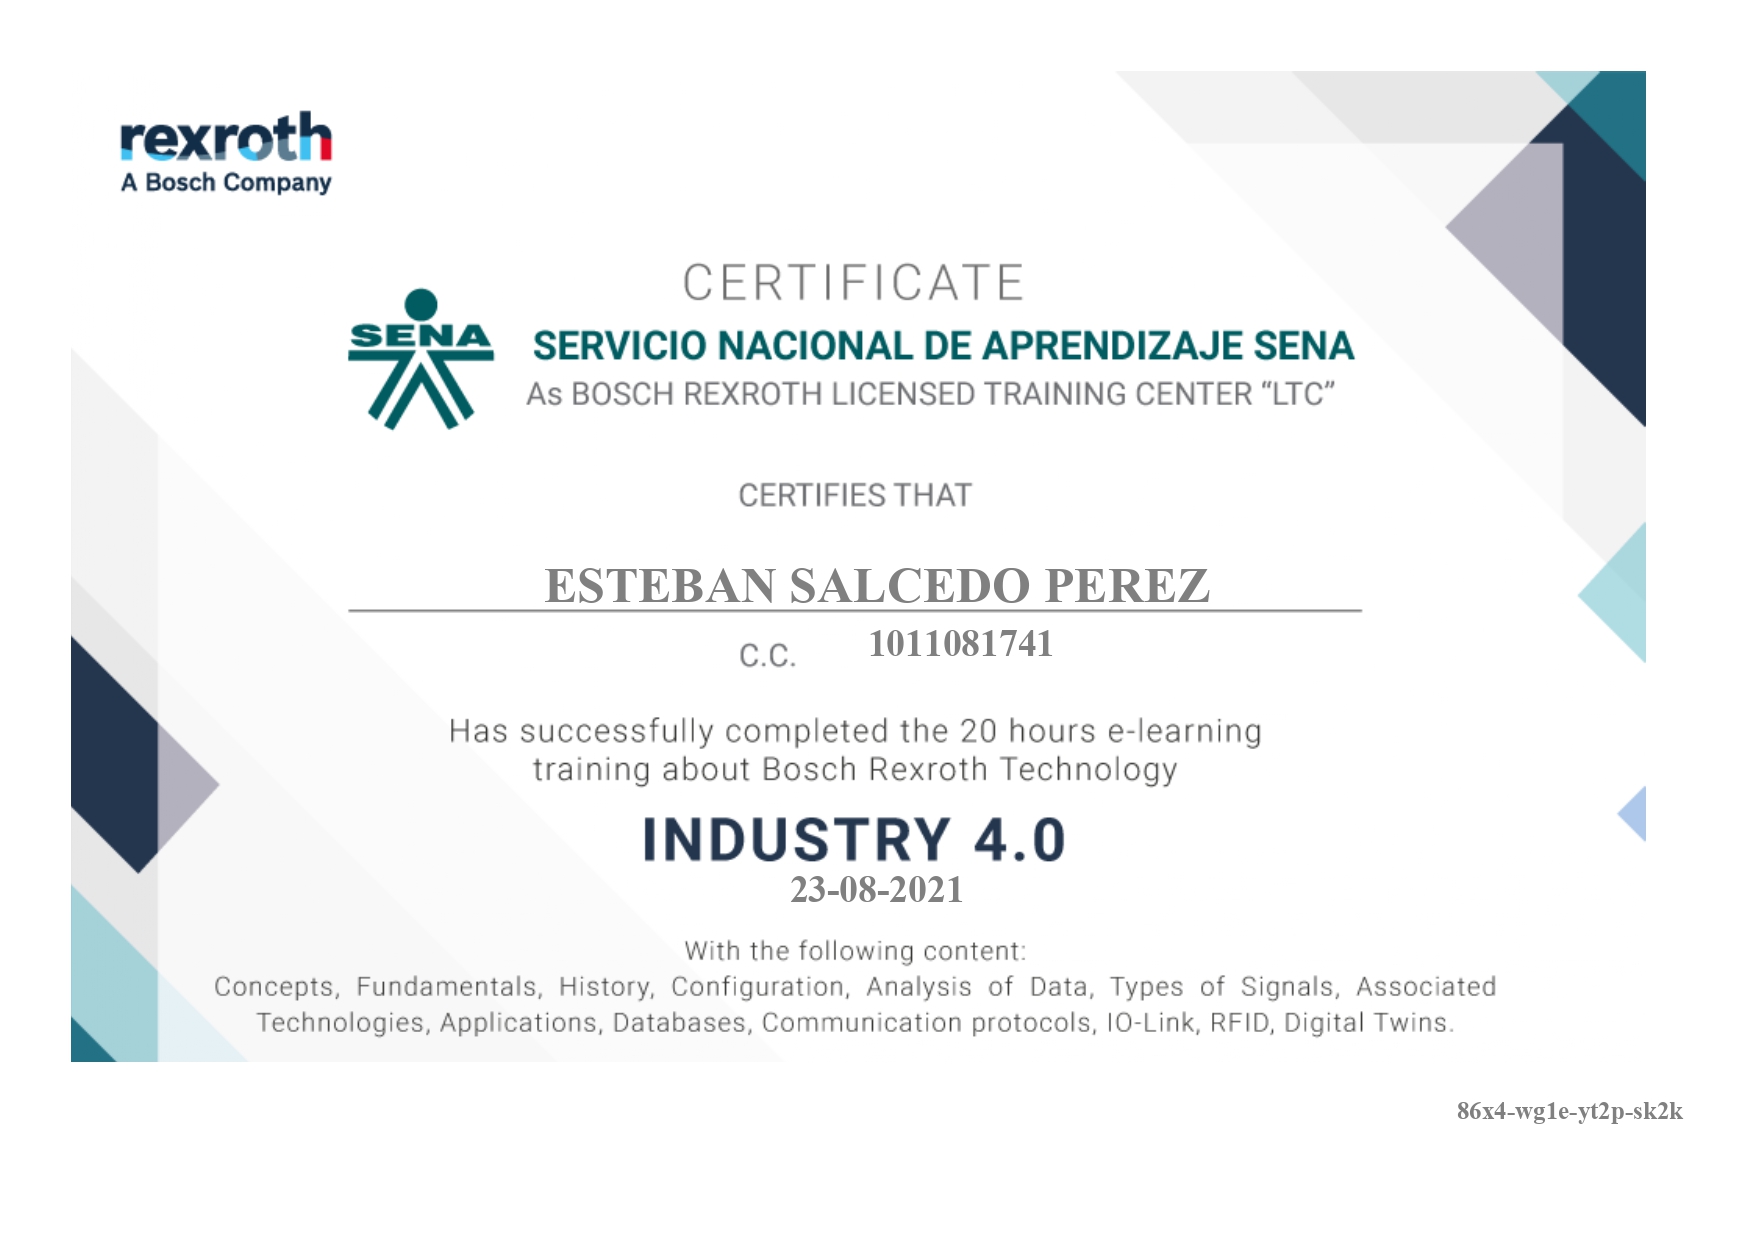 rexroth
A Bosch Company
CERTIFICATE
SENA
SERVICIO NACIONAL DE APRENDIZAJE SENA
As BOSCH REXROTH LICENSED TRAINING CENTER “LTC”
CERTIFIES THAT
ESTEBAN SALCEDO PEREZ
C.C. 1011081741
Has successfully completed the 20 hours e-learning
training about Bosch Rexroth Technology
INDUSTRY 4.0
23-08-2021
With the following content:
Concepts, Fundamentals, History, Configuration, Analysis of Data, Types of Signals, Associated
Technologies, Applications, Databases, Communication protocols, IO-Link, RFID, Digital Twins.
86x4-wg1e-yt2p-sk2k